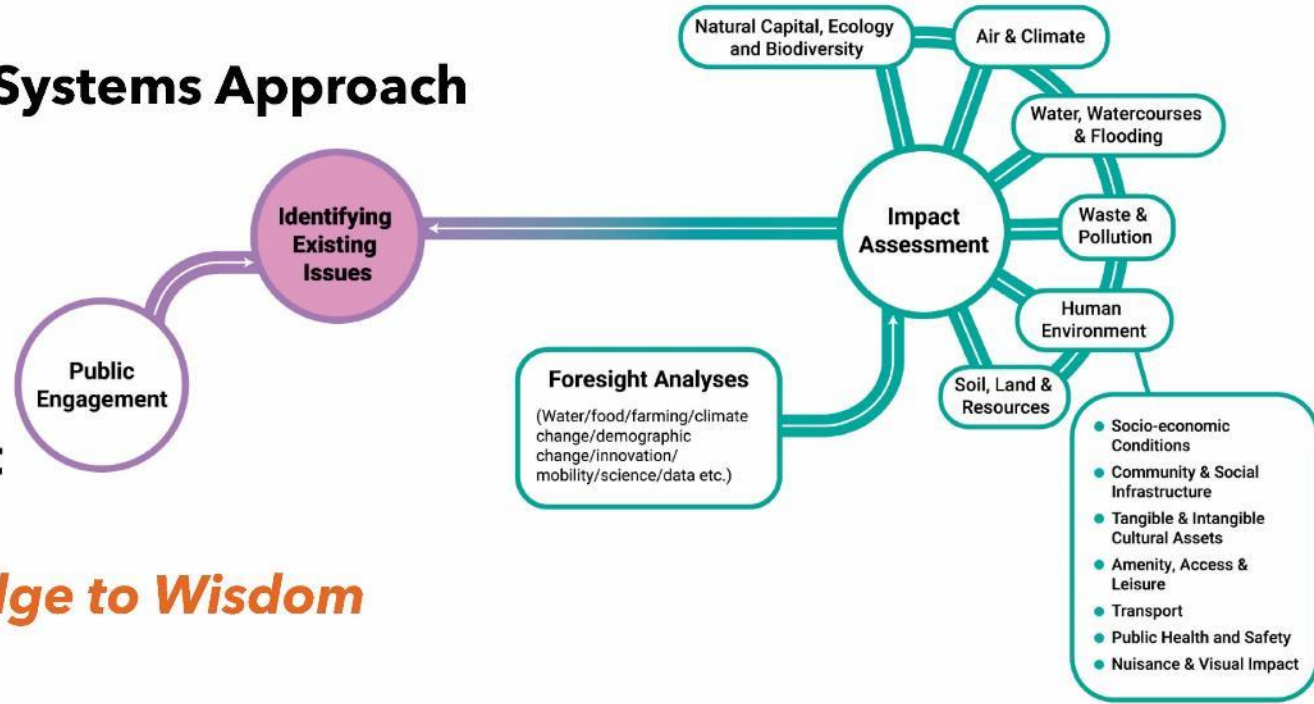 Systems Approach
Identifying
Existing
Issues
Public
Engagement
dge to Wisdom
Natural Capital, Ecology
and Biodiversity
Air & Climate
Water, Watercourses
& Flooding
Impact
Assessment
Waste &
Pollution
Human
Environment
Soil, Land &
Resources
Foresight Analyses
(Water/food/farming/climate
change/demographic
change/innovation/
mobility/science/data etc.)
Socio-economic
Conditions
Community & Social
Infrastructure
Tangible & Intangible
Cultural Assets
Amenity, Access &
Leisure
Transport
Public Health and Safety
Nuisance & Visual Impact